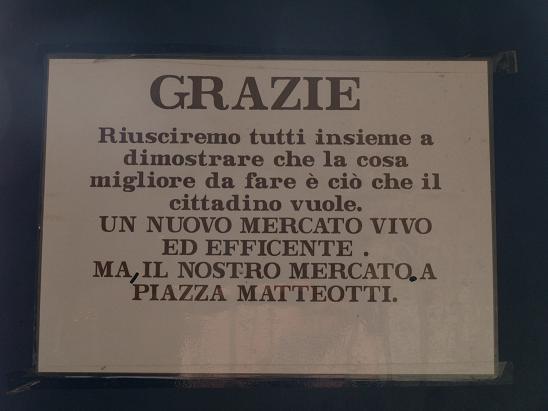 GRAZIE
Riusciremo tutti insieme a
dimostrare che la cosa
migliore da fare è ciò che il
cittadino vuole.
UN NUOVO MERCATO VIVO
ED EFFICENTE .
MA, IL NOSTRO MERCATO.A
PIAZZA MATTEOTTI.